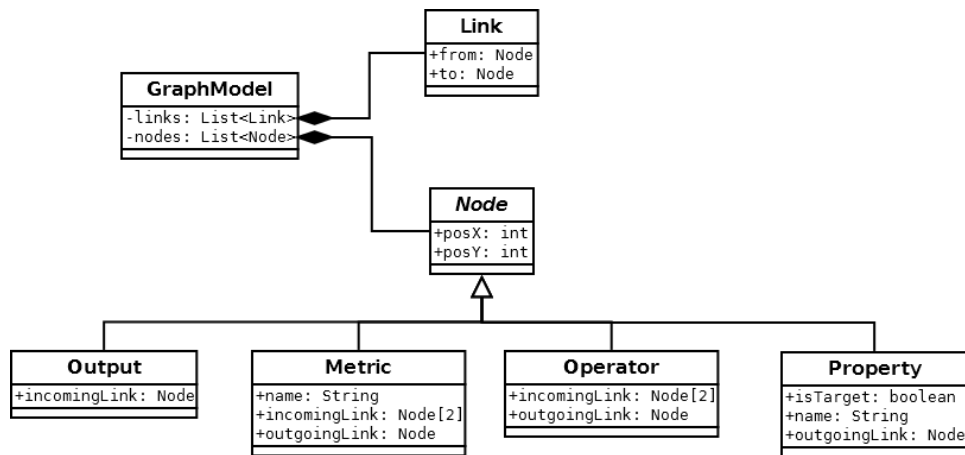 Link
+from: Node
+to: Node
GraphModel
-links: List<Link>
-nodes: List<Node>
Node
+posX: int
+posY: int
Output
+incomingLink: Node
Metric
+name: String
+incomingLink: Node[2]
+outgoingLink: Node
Operator
+incomingLink: Node[2]
+outgoingLink: Node
Property
+isTarget: boolean
+name: String
+outgoingLink: Node